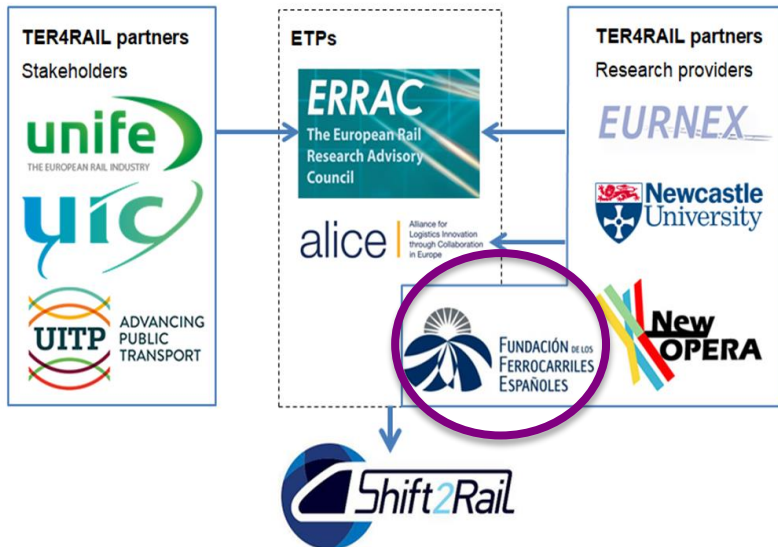 TER4RAIL partners
Stakeholders
unife
THE EUROPEAN RAIL INDUSTRY
uic
UITP
ADVANCING
PUBLIC
TRANSPORT
ETPs
ERRAC
The European Rail
Research Advisory
Council
alice
Alliance for
Logistics Innovation
through Collaboration
in Europe
TER4RAIL partners
Research providers
EURNEX
Newcastle
University
FUNDACIÓN DE LOS
FERROCARRILES
ESPAÑOLES
New
OPERA
Shift2Rail